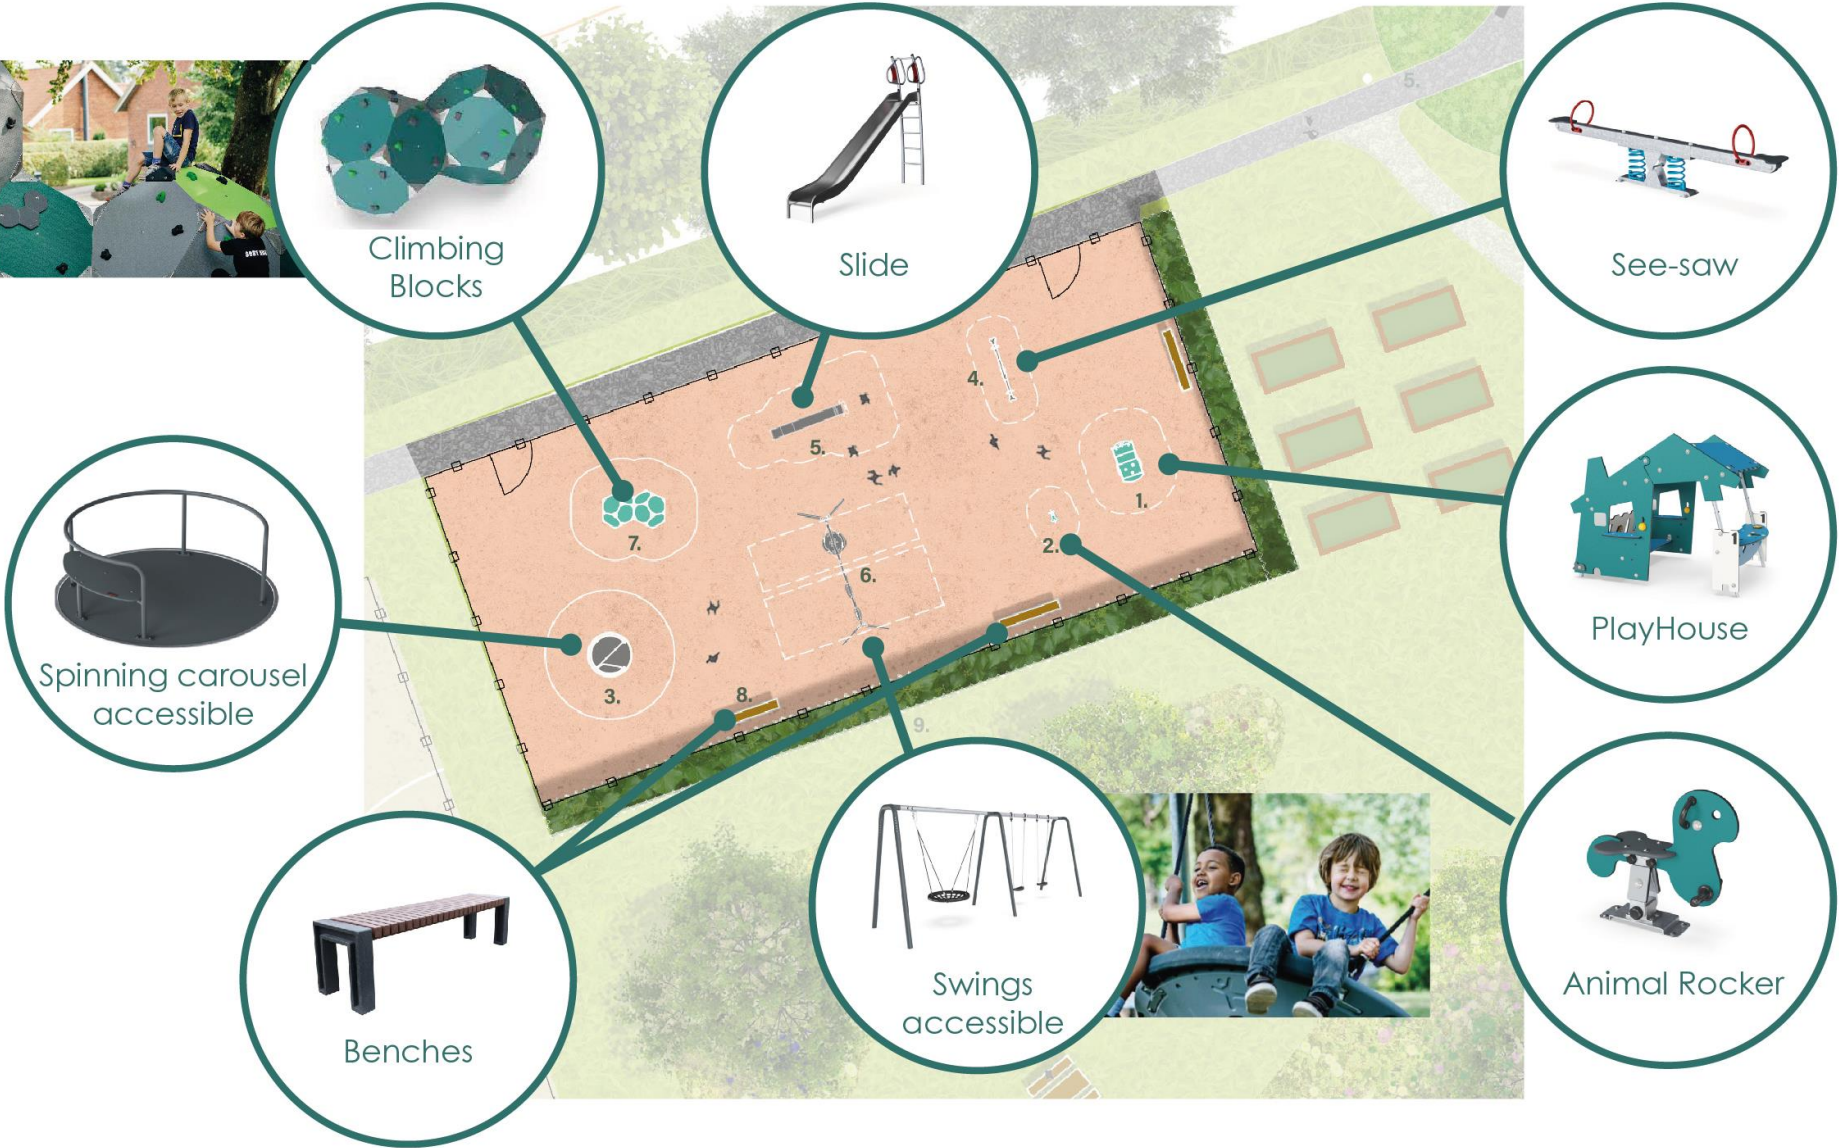 Climbing
Blocks
Slide
See-saw
5.
4.
5.
1.
2.
7.
6.
3.
8.
9.
PlayHouse
Spinning carousel
accessible
Benches
Swings
accessible
Animal Rocker